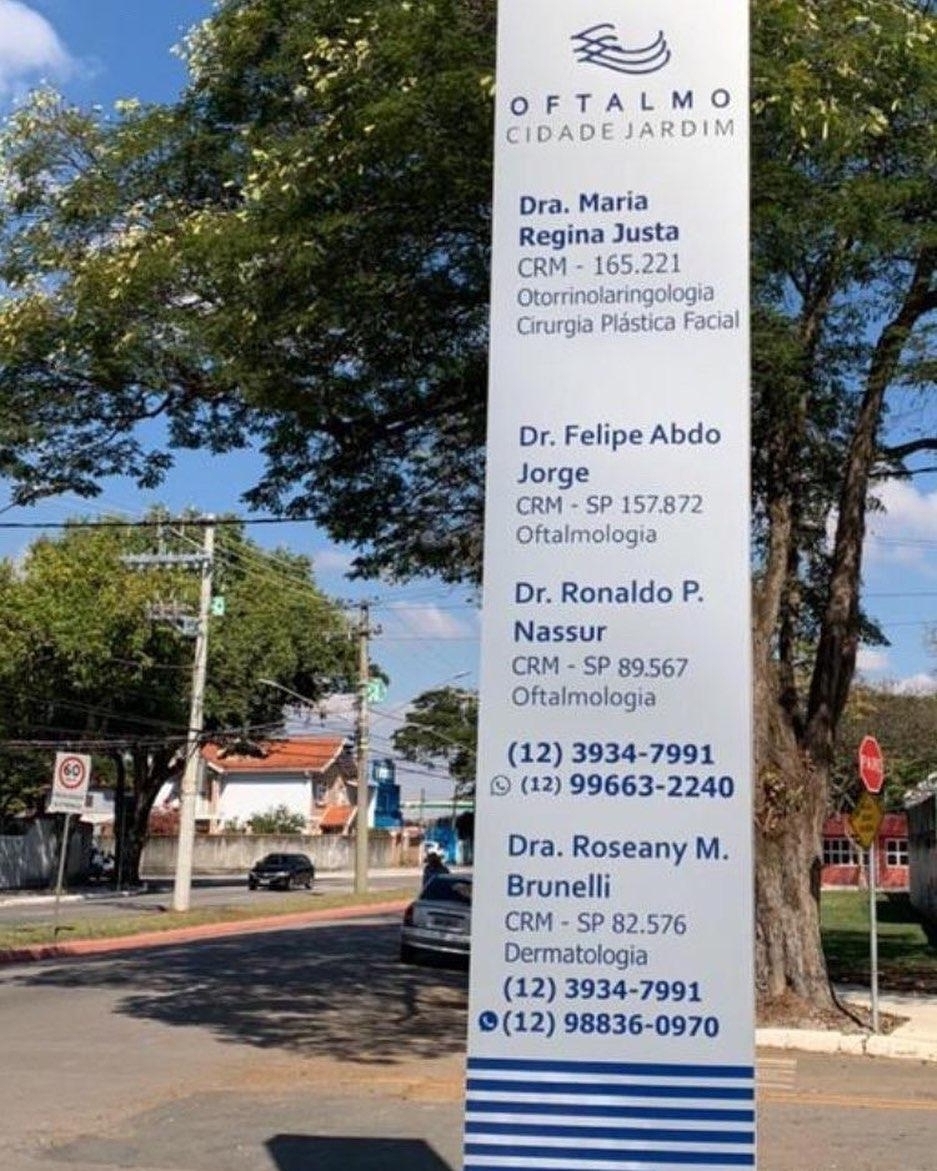 OFTALMO
CIDADE JARDIM
Dra. Maria
Regina Justa
CRM - 165.221
Otorrinolaringologia
Cirurgia Plástica Facial
Dr. Felipe Abdo
Jorge
CRM - SP 157.872
Oftalmologia
Dr. Ronaldo P.
Nassur
CRM - SP 89.567
Oftalmologia
(12) 3934-7991
(12) 99663-2240
Dra. Roseany M.
Brunelli
CRM - SP 82.576
Dermatologia
(12) 3934-7991
(12) 98836-0970
60
PARE